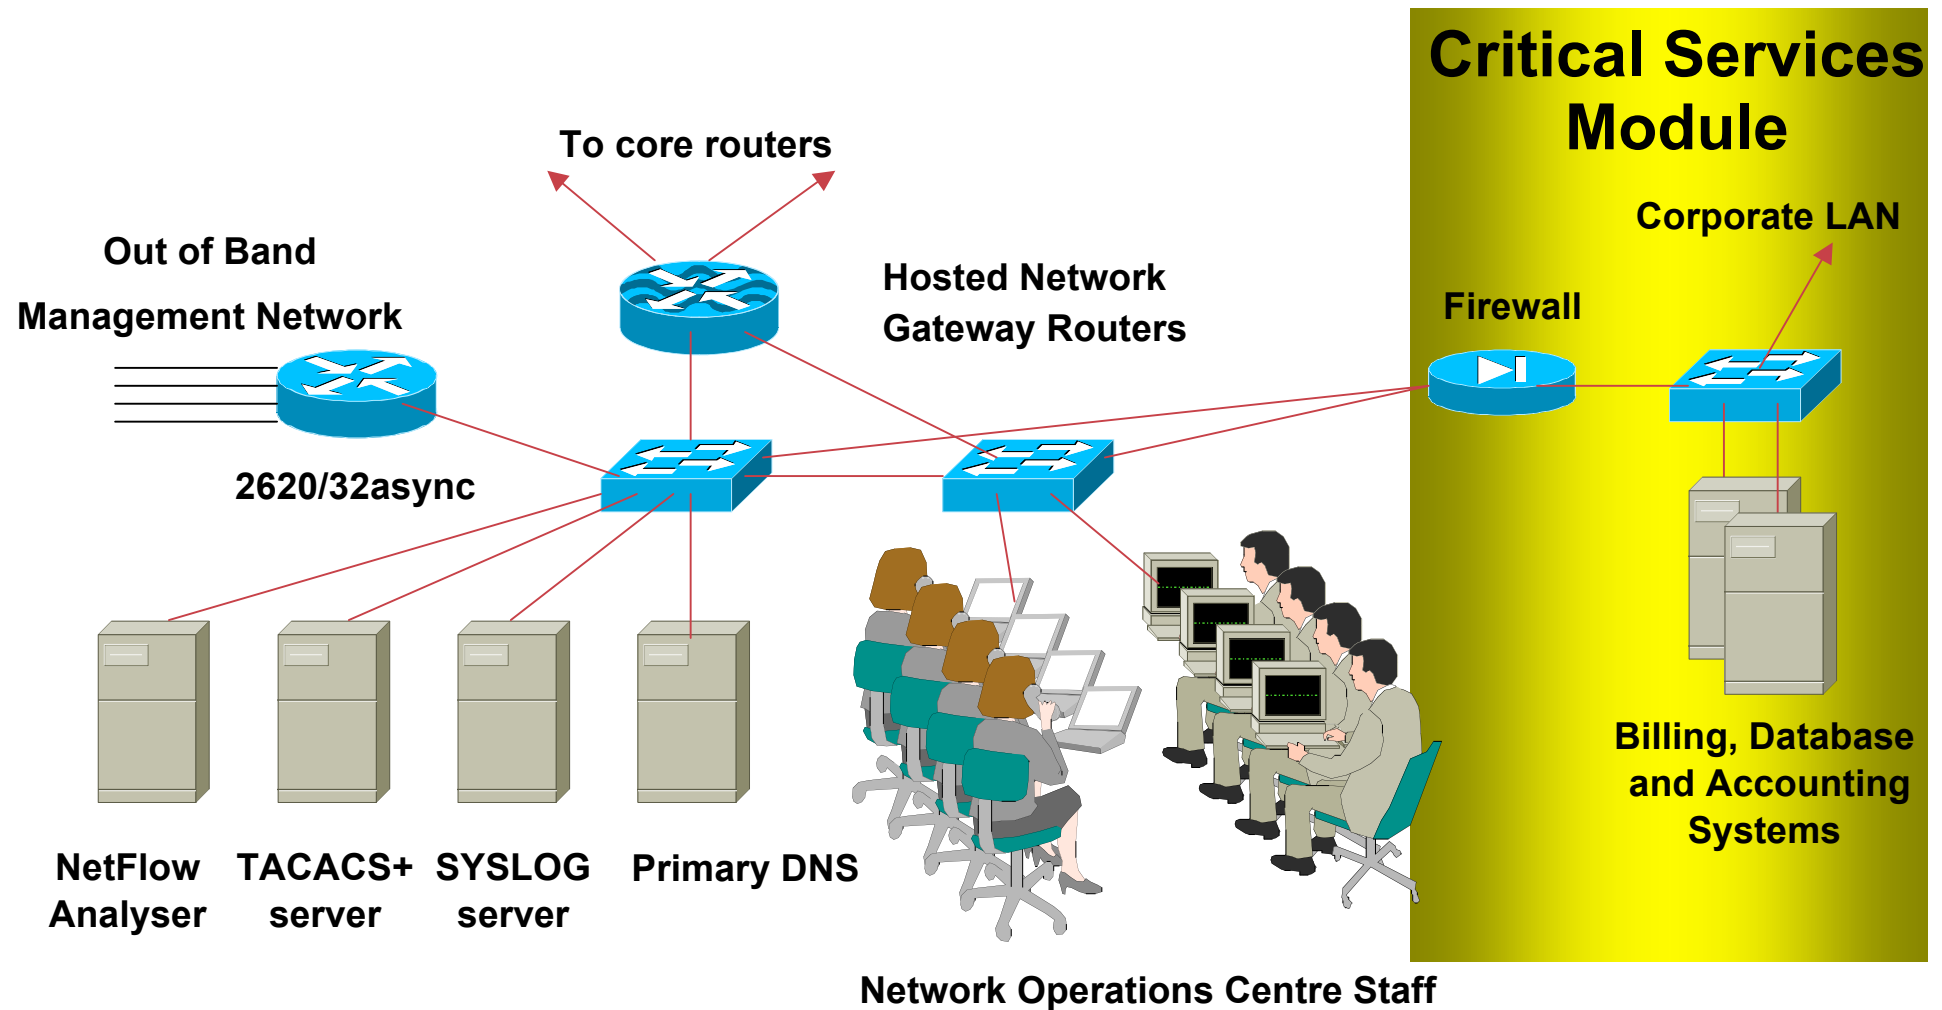 Critical Services
Module
To core routers
Corporate LAN
Out of Band
Management Network
Hosted Network
Gateway Routers
Firewall
2620/32async
Billing, Database
and Accounting
Systems
NetFlow
Analyser
TACACS+
server
SYSLOG
server
Primary DNS
Network Operations Centre Staff